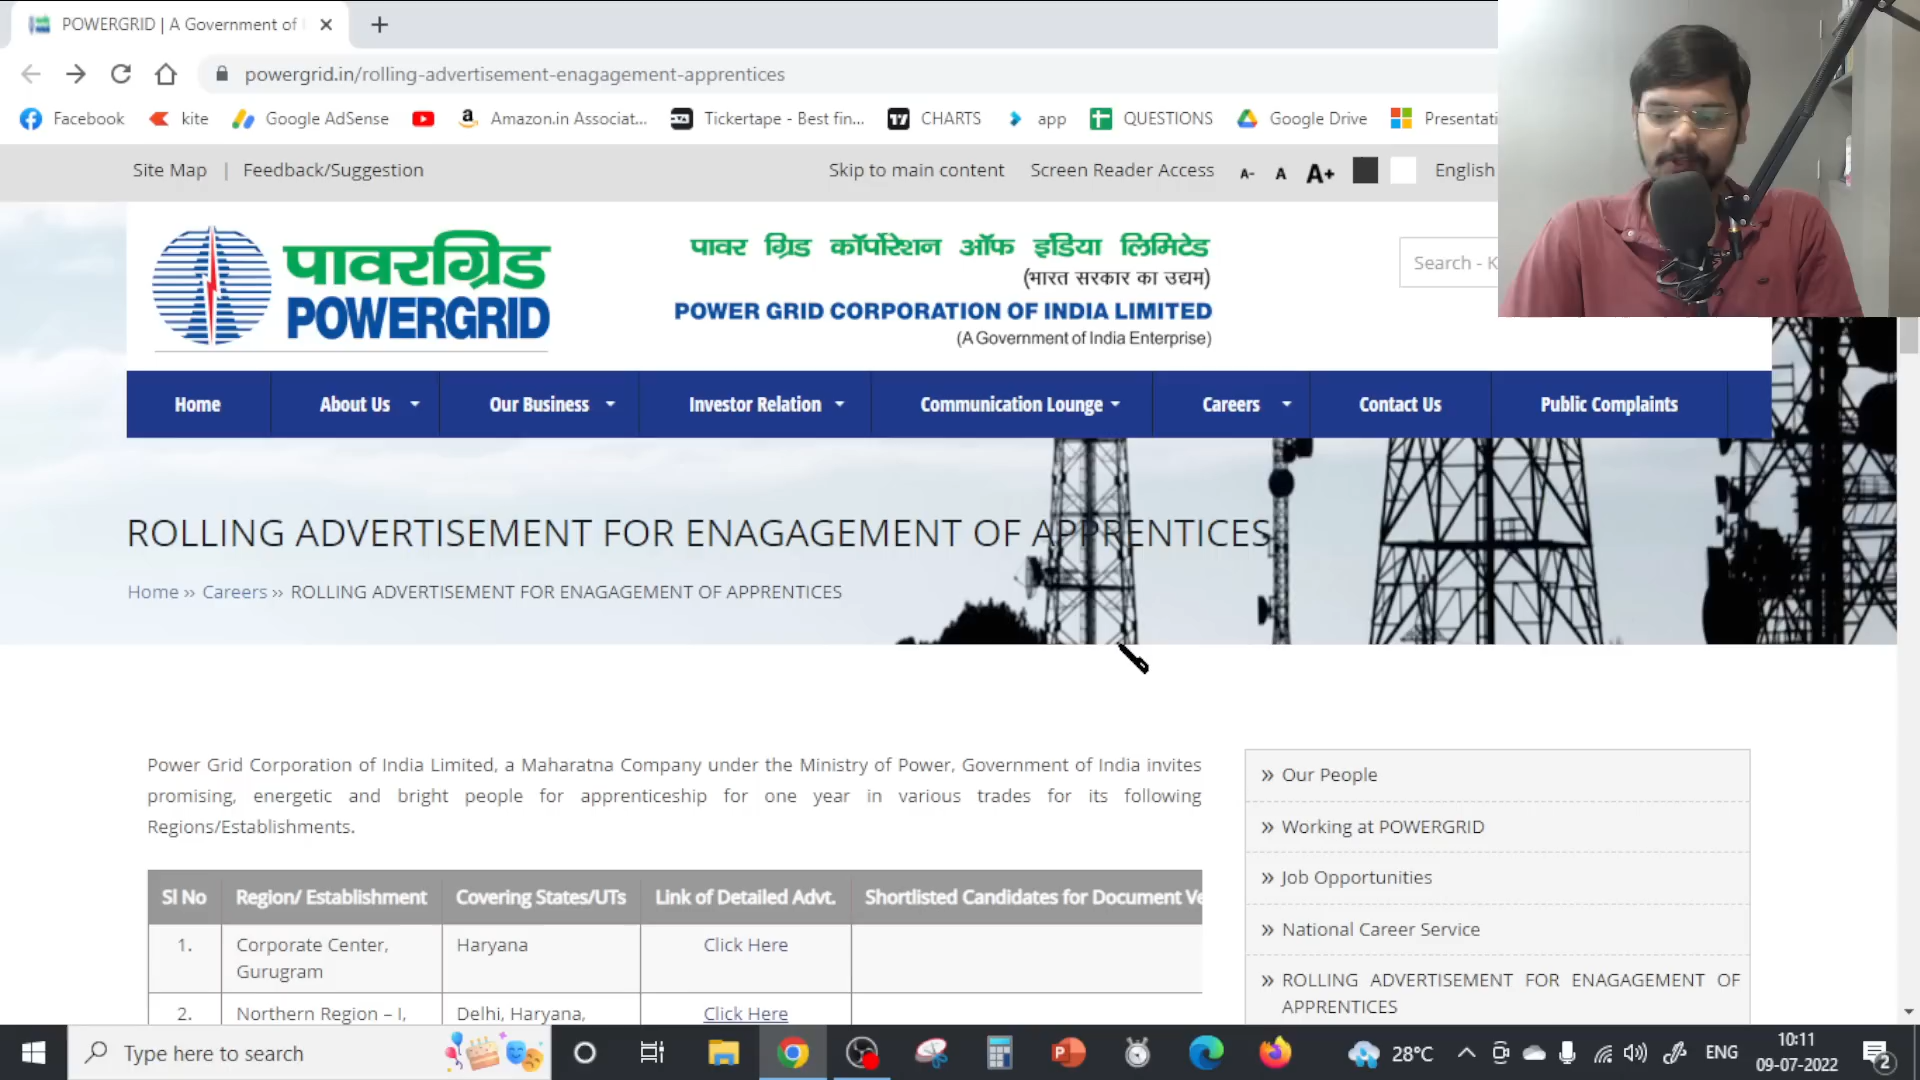 POWERGRID | A Government of
powergrid.in/rolling-advertisement-enagagement-apprentices
Facebook kite Google AdSense Amazon.in Associat... Tickertape - Best fin... CHARTS app QUESTIONS Google Drive Presentati
Site Map | Feedback/Suggestion Skip to main content Screen Reader Access A- A A+ English
पावरग्रिड
POWERGRID
पावर ग्रिड कॉर्पोरेशन ऑफ इंडिया लिमिटेड
(भारत सरकार का उद्यम)
POWER GRID CORPORATION OF INDIA LIMITED
(A Government of India Enterprise)
Search - K
Home About Us Our Business Investor Relation Communication Lounge Careers Contact Us Public Complaints
ROLLING ADVERTISEMENT FOR ENAGAGEMENT OF APPRENTICES
Home » Careers » ROLLING ADVERTISEMENT FOR ENAGAGEMENT OF APPRENTICES
Power Grid Corporation of India Limited, a Maharatna Company under the Ministry of Power, Government of India invites
promising, energetic and bright people for apprenticeship for one year in various trades for its following
Regions/Establishments.
Sl No Region/ Establishment Covering States/UTs Link of Detailed Advt. Shortlisted Candidates for Document Ve
1. Corporate Center, Haryana Click Here
Gurugram
2. Northern Region – I, Delhi, Haryana, Click Here
» Our People
» Working at POWERGRID
» Job Opportunities
» National Career Service
» ROLLING ADVERTISEMENT FOR ENAGAGEMENT OF
APPRENTICES
Type here to search
28°C ENG
10:11
09-07-2022
2